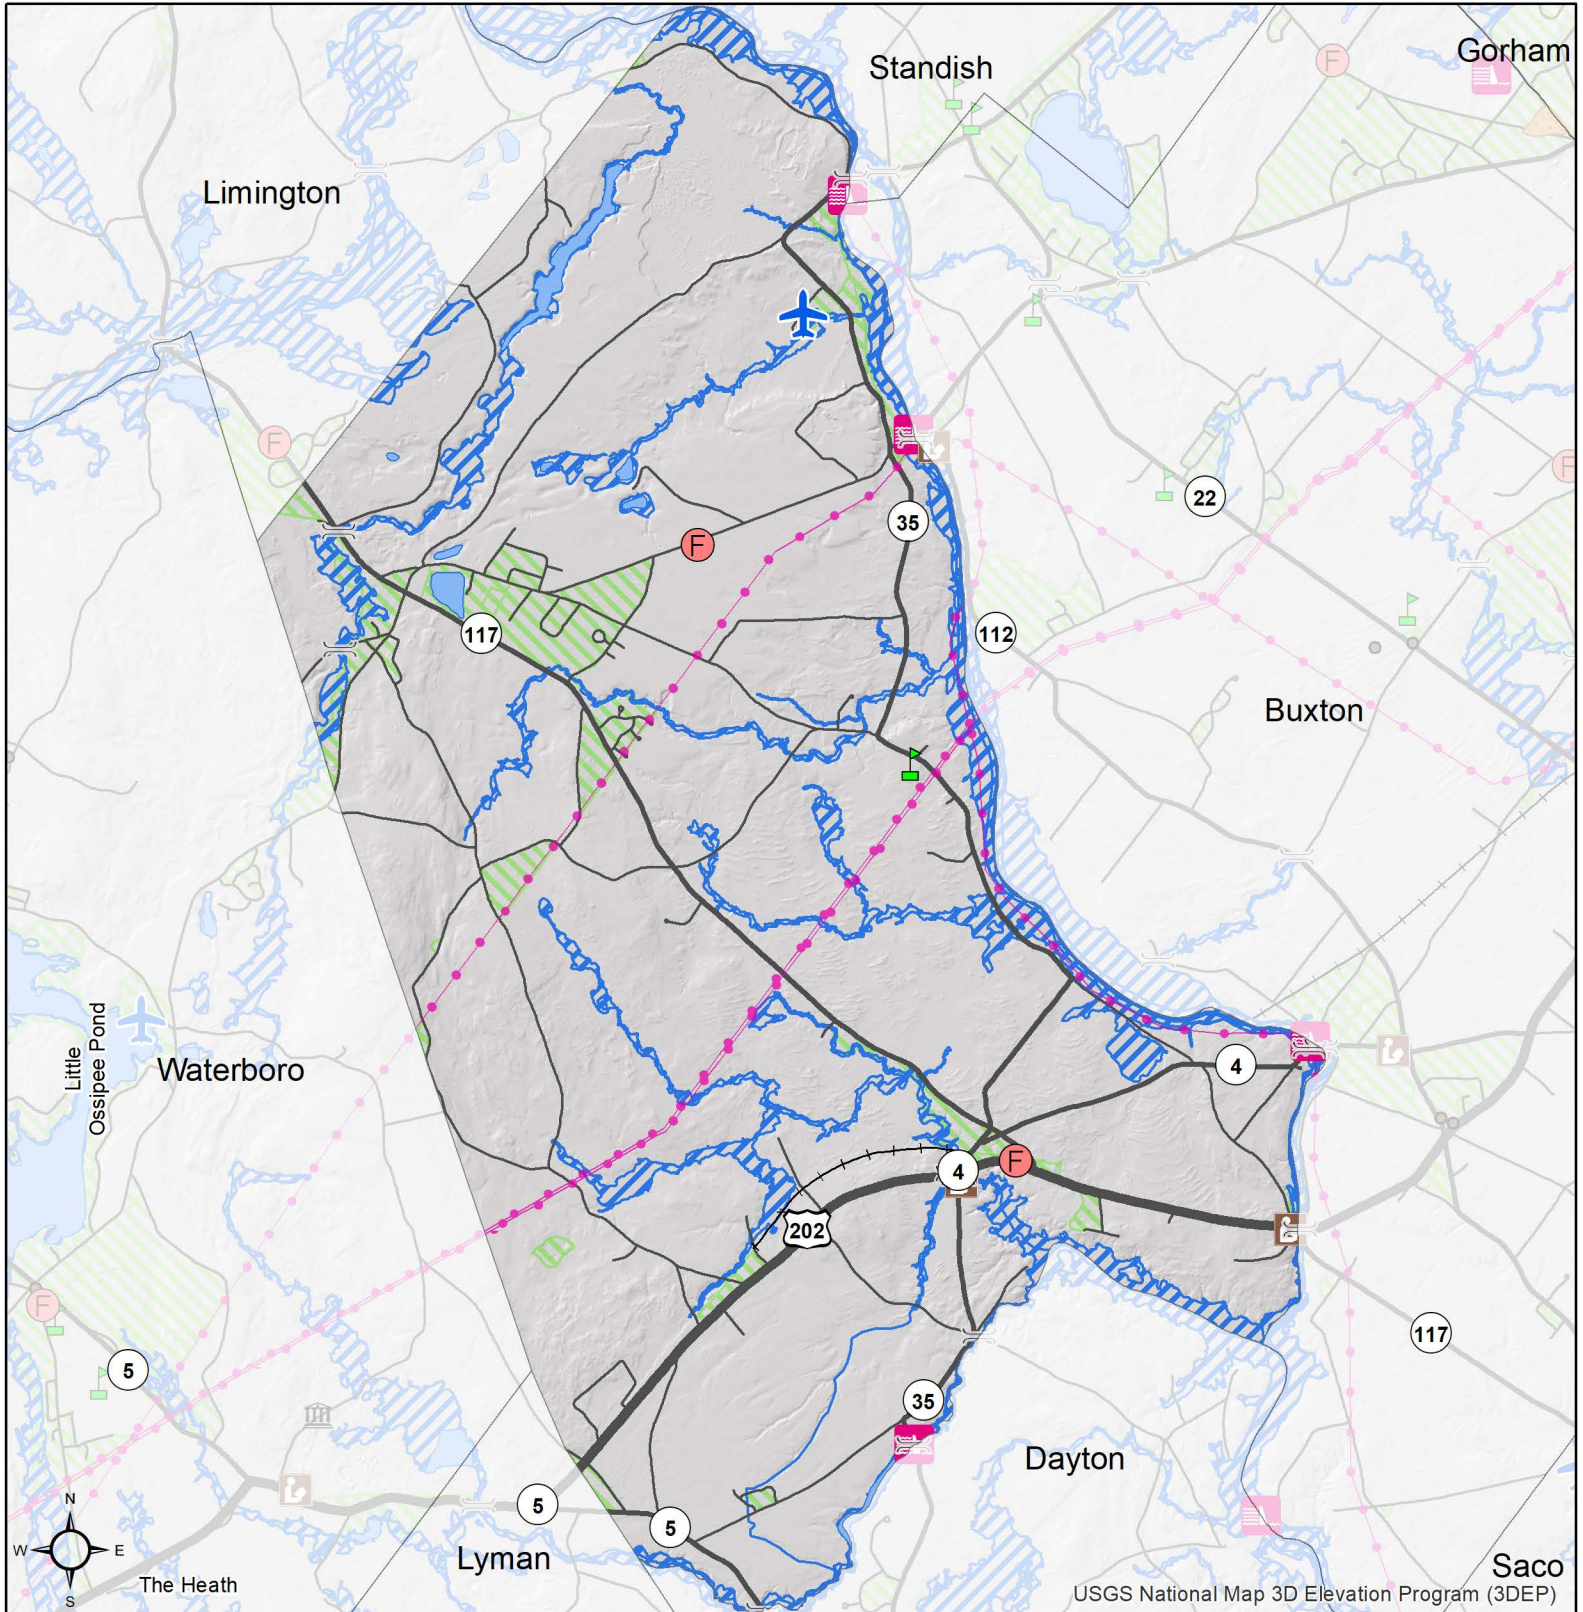 Standish
Gorham
Limington
F
F
F
22
35
F
117
112
Buxton
Little
Ossipee Pond
Waterboro
4
4
F
202
F
117
5
35
Dayton
5
5
N
W
E
S
Lyman
The Heath
Saco
USGS National Map 3D Elevation Program (3DEP)